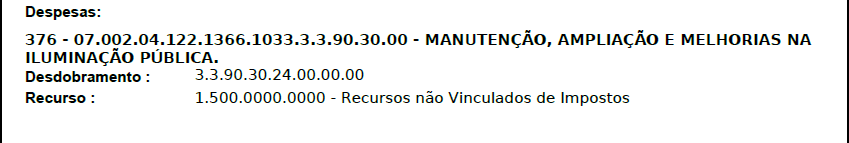 Despesas:
376 - 07.002.04.122.1366.1033.3.3.90.30.00 - MANUTENÇÃO, AMPLIAÇÃO E MELHORIAS NA
ILUMINAÇÃO PÚBLICA.
Desdobramento : 3.3.90.30.24.00.00.00
Recurso : 1.500.0000.0000 - Recursos não Vinculados de Impostos